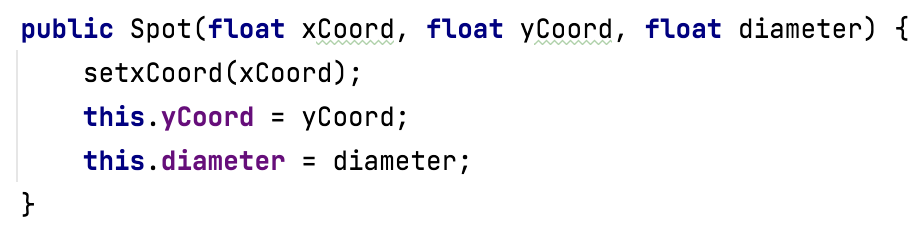 public Spot(float xCoord, float yCoord, float diameter) {
    setxCoord(xCoord);
    this.yCoord = yCoord;
    this.diameter = diameter;
}